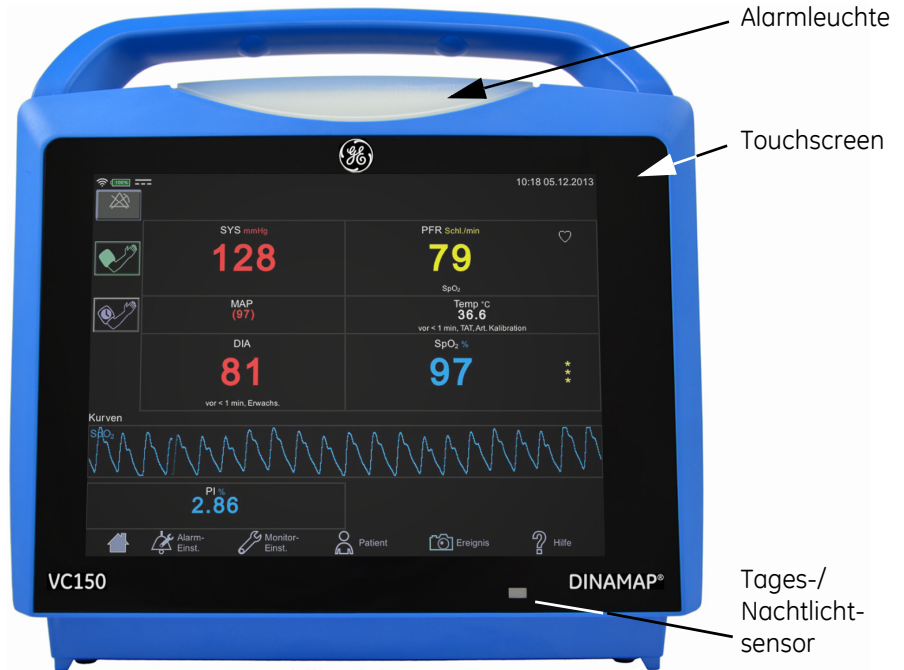 Alarmleuchte
Touchscreen
GE
100%
10:18 05.12.2013
SYS mmHg
128
PFR Schl./min
79
SpO₂
MAP
(97)
Temp °C
36.6
vor < 1 min, TAT, Art. Kalibration
DIA
81
vor < 1 min, Erwachs.
SpO₂ %
97
***
Kurven
SpO₂
PI %
2.86
Alarm-
Einst.
Monitor-
Einst.
Patient
Ereignis
? Hilfe
VC150
DINAMAP®
Tages-/
Nachtlicht-
sensor